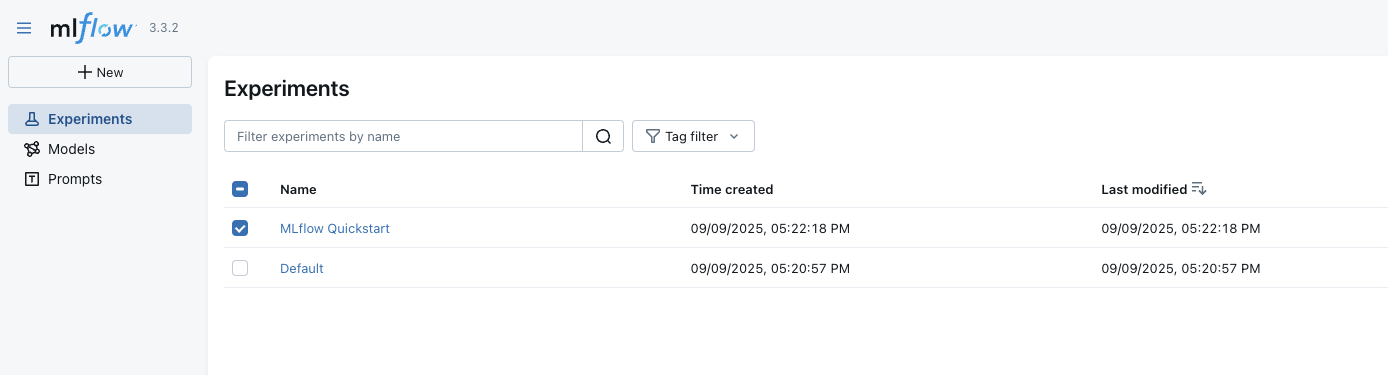 mlflow 3.3.2
New
Experiments
Models
Prompts
Experiments
Filter experiments by name
Tag filter
Name Time created Last modified
MLflow Quickstart 09/09/2025, 05:22:18 PM 09/09/2025, 05:22:18 PM
Default 09/09/2025, 05:20:57 PM 09/09/2025, 05:20:57 PM